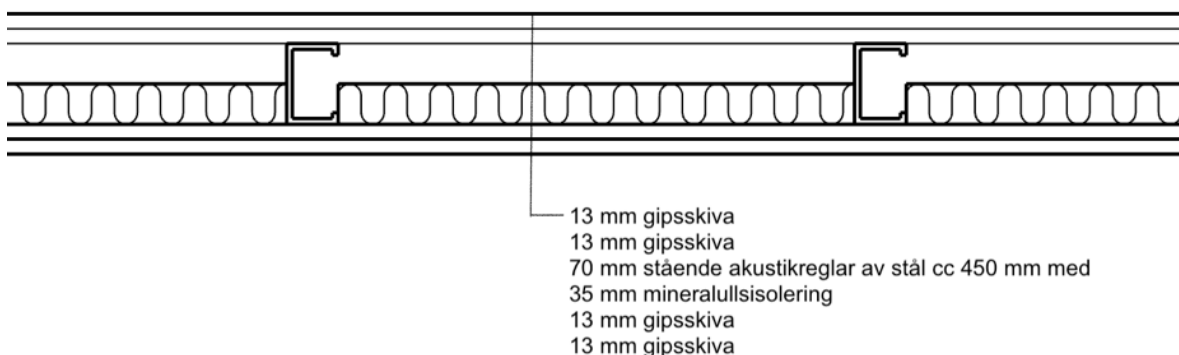 13 mm gipsskiva
13 mm gipsskiva
70 mm stående akustikreglar av stål cc 450 mm med
35 mm mineralullsisolering
13 mm gipsskiva
13 mm gipsskiva